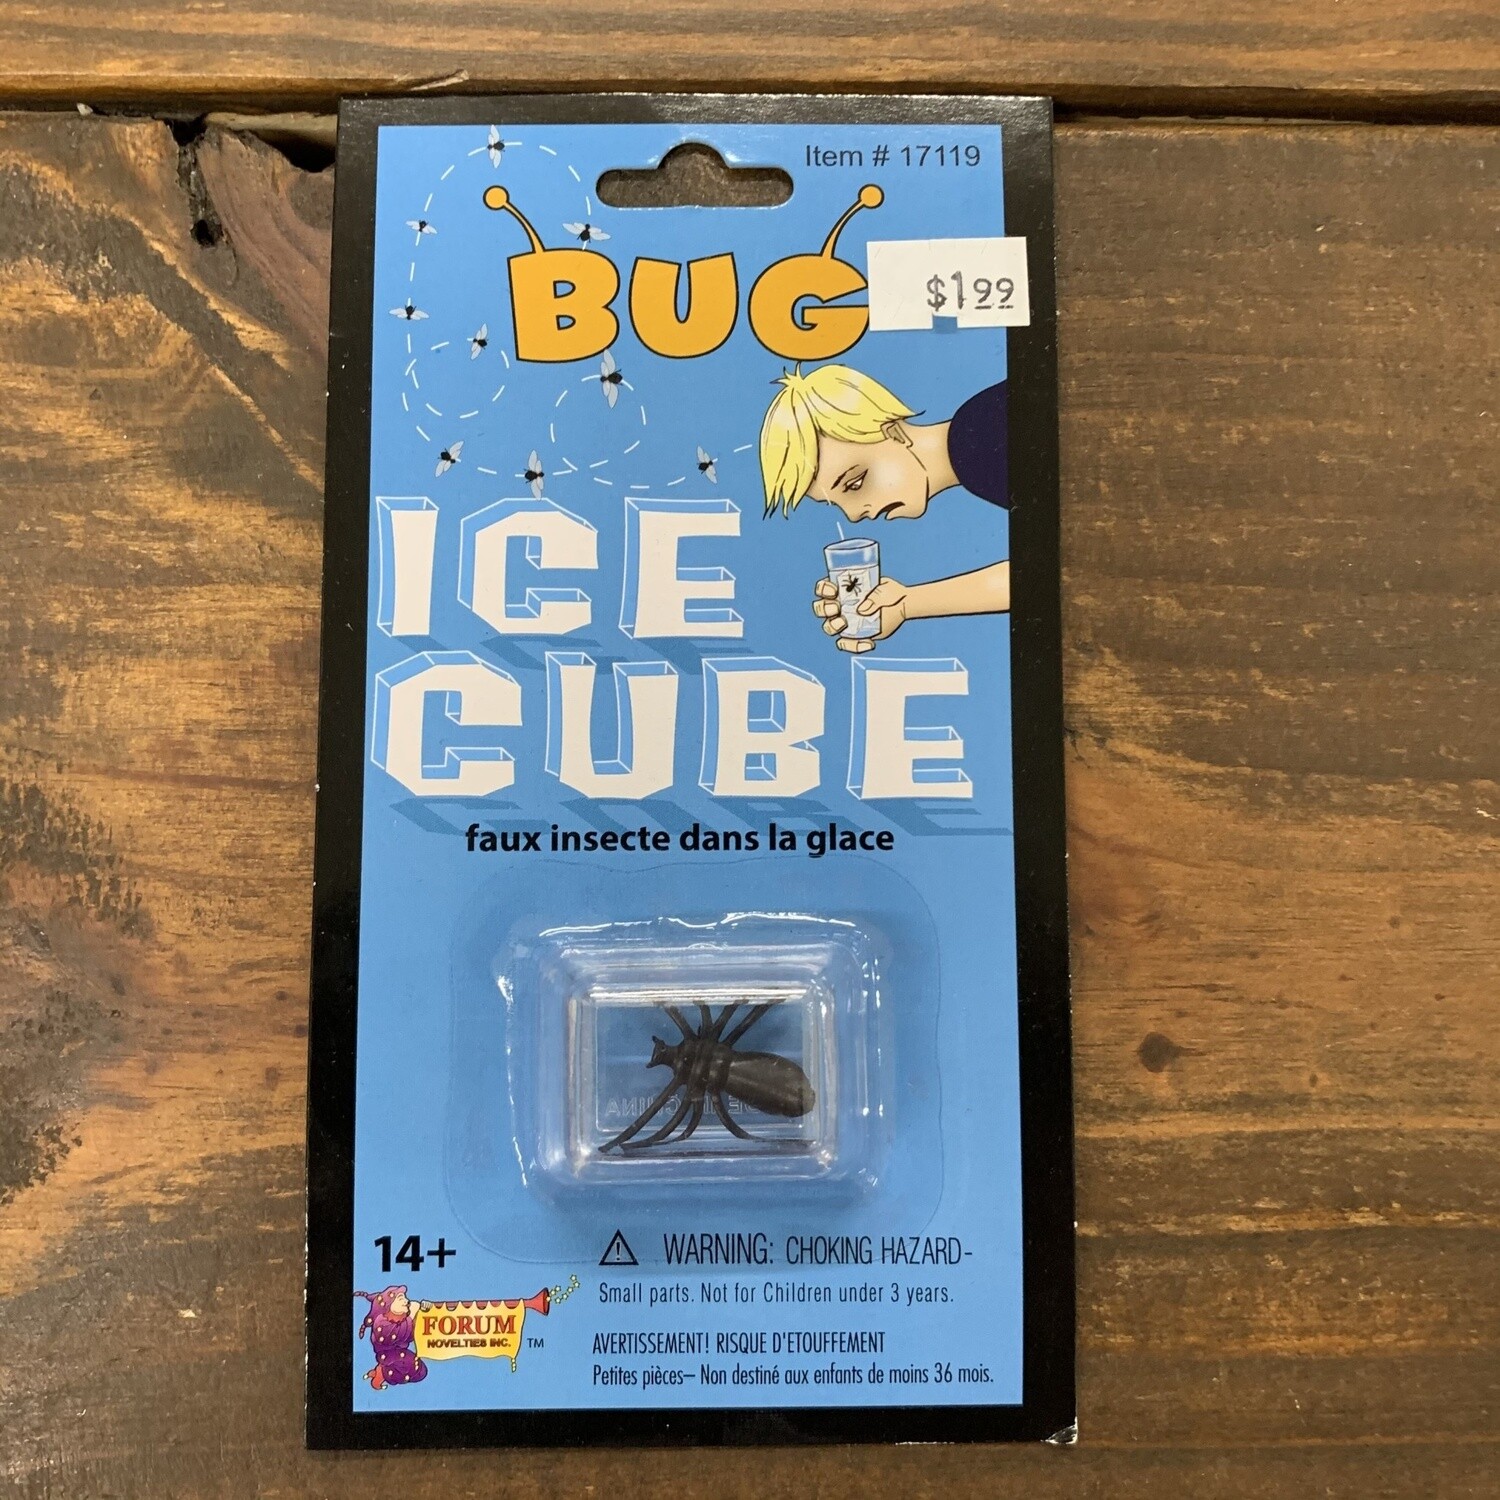 Item # 17119
BUG
$1.99
ICE
CUBE
faux insecte dans la glace
14+
⚠ WARNING: CHOKING HAZARD-
Small parts. Not for Children under 3 years.
FORUM
NOVELTIES INC. ™
AVERTISSEMENT! RISQUE D'ETOUFFEMENT
Petites pièces– Non destiné aux enfants de moins 36 mois.